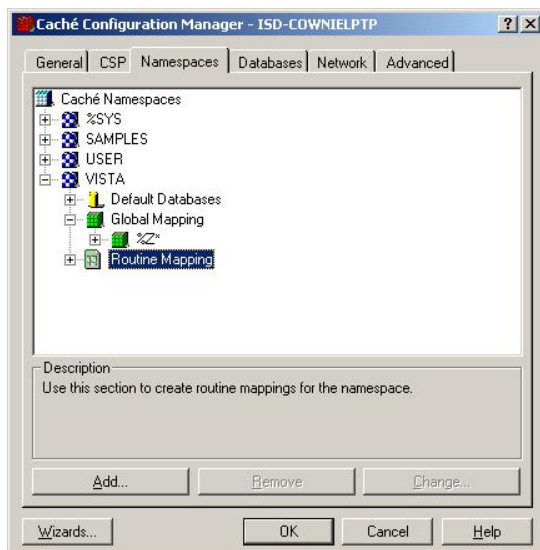 Caché Configuration Manager - ISD-COWNIELPTP
General CSP Namespaces Databases Network Advanced
Caché Namespaces
%SYS
SAMPLES
USER
VISTA
Default Databases
Global Mapping
%Z*
Routine Mapping
Description
Use this section to create routine mappings for the namespace.
Add... Remove Change...
Wizards... OK Cancel Help